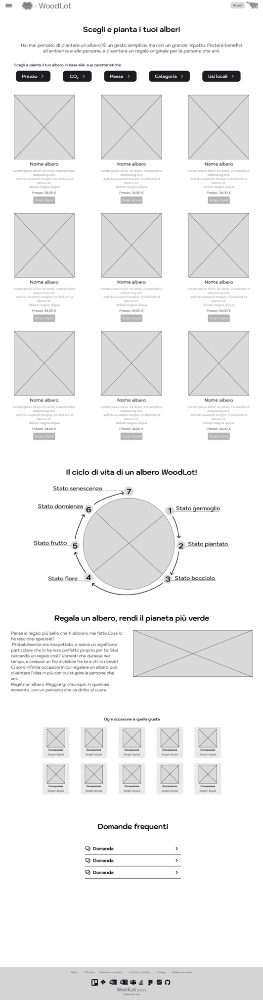 WoodLot
Accedi
Scegli e pianta i tuoi alberi
Hai mai pensato di piantare un albero?È un gesto semplice, ma con un grande impatto. Porterà benefici
all'ambiente e alle persone, e diventerà un regalo originale per le persone che ami.
Scegli e pianta il tuo albero in base alle sue caratteristiche
Prezzo
CO₂
Paese
Categoria
Usi locali
Nome albero
Lorem ipsum dolor sit amet, consectetur
adipiscing elit,
sed do eiusmod tempor incididunt ut
labore et
dolore magna aliqua
Prezzo: 34,00 €
Scopri di più!
Nome albero
Lorem ipsum dolor sit amet, consectetur
adipiscing elit,
sed do eiusmod tempor incididunt ut
labore et
dolore magna aliqua
Prezzo: 34,00 €
Scopri di più!
Nome albero
Lorem ipsum dolor sit amet, consectetur
adipiscing elit,
sed do eiusmod tempor incididunt ut
labore et
dolore magna aliqua
Prezzo: 34,00 €
Scopri di più!
Nome albero
Lorem ipsum dolor sit amet, consectetur
adipiscing elit,
sed do eiusmod tempor incididunt ut
labore et
dolore magna aliqua
Prezzo: 34,00 €
Scopri di più!
Nome albero
Lorem ipsum dolor sit amet, consectetur
adipiscing elit,
sed do eiusmod tempor incididunt ut
labore et
dolore magna aliqua
Prezzo: 34,00 €
Scopri di più!
Nome albero
Lorem ipsum dolor sit amet, consectetur
adipiscing elit,
sed do eiusmod tempor incididunt ut
labore et
dolore magna aliqua
Prezzo: 34,00 €
Scopri di più!
Nome albero
Lorem ipsum dolor sit amet, consectetur
adipiscing elit,
sed do eiusmod tempor incididunt ut
labore et
dolore magna aliqua
Prezzo: 34,00 €
Scopri di più!
Nome albero
Lorem ipsum dolor sit amet, consectetur
adipiscing elit,
sed do eiusmod tempor incididunt ut
labore et
dolore magna aliqua
Prezzo: 34,00 €
Scopri di più!
Nome albero
Lorem ipsum dolor sit amet, consectetur
adipiscing elit,
sed do eiusmod tempor incididunt ut
labore et
dolore magna aliqua
Prezzo: 34,00 €
Scopri di più!
Il ciclo di vita di un albero WoodLot!
Stato senescenza 7
Stato dormienza 6
1 Stato germoglio
Stato frutto 5
2 Stato piantato
Stato fiore 4
3 Stato bocciolo
Regala un albero, rendi il pianeta più verde
Pensa al regalo più bello che ti abbiano mai fatto.Cosa lo
ha reso così speciale?
Probabilmente era inaspettato, e aveva un significato
particolare che lo ha reso perfetto proprio per te. Stai
cercando un regalo così? Vorresti che durasse nel
tempo, e creasse un filo invisibile fra te e chi lo riceve?
Ci sono infinite occasioni in cui regalare un albero può
diventare l'idea in più con cui stupire le persone che
ami.
Regala un albero. Raggiungi chiunque, in qualsiasi
momento, con un pensiero che va dritto al cuore.
Ogni occasione è quella giusta
Occassione
Scopri di più!
Occassione
Scopri di più!
Occassione
Scopri di più!
Occassione
Scopri di più!
Occassione
Scopri di più!
Occassione
Scopri di più!
Occassione
Scopri di più!
Occassione
Scopri di più!
Occassione
Scopri di più!
Occassione
Scopri di più!
Domande frequenti
Domanda
Domanda
Domanda
Alberi
Chi siamo
Diventa un contadino
Condizioni d'utilizzo
Privacy
Preferenze cookie
WoodLot © 2022
Made with love